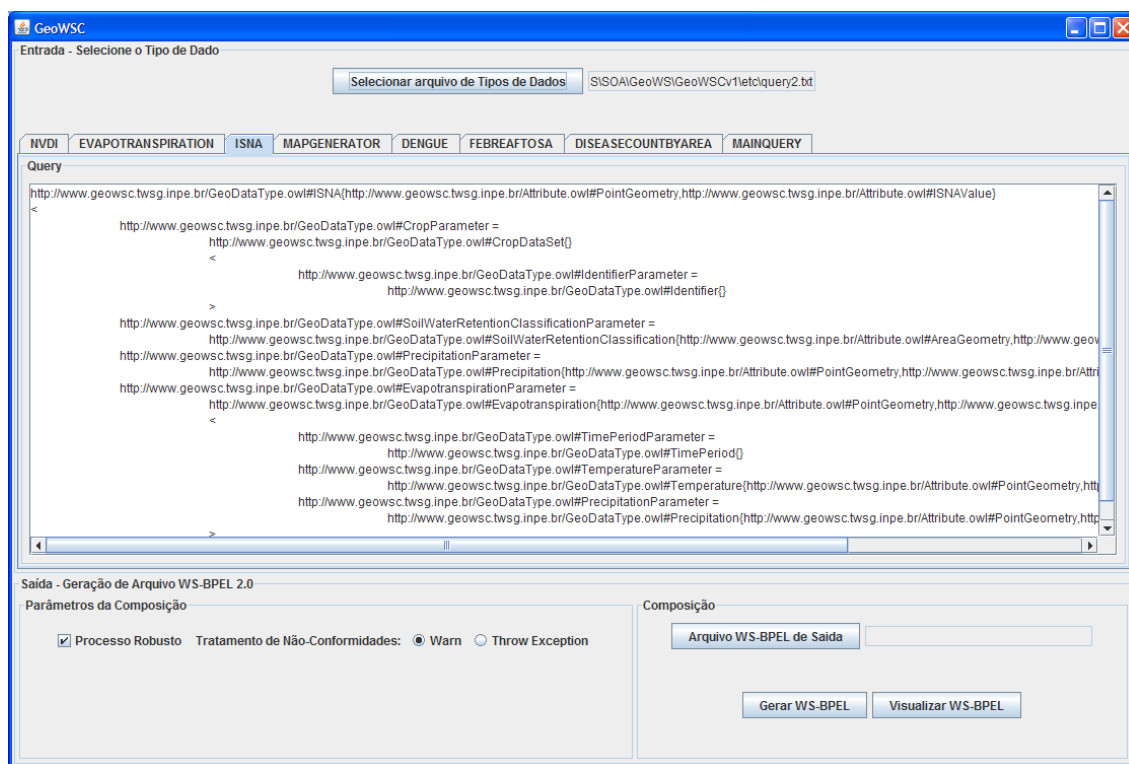 GeoWSC
Entrada - Selecione o Tipo de Dado
Selecionar arquivo de Tipos de Dados S\SOA\GeoWS\GeoWSCv1\etc\query2.txt
NVDI EVAPOTRANSPIRATION ISNA MAPGENERATOR DENGUE FEBREAFTOSA DISEASECOUNTBYAREA MAINQUERY
Query
http://www.geowsc.twsg.inpe.br/GeoDataType.owl#ISNA{http://www.geowsc.twsg.inpe.br/Attribute.owl#PointGeometry,http://www.geowsc.twsg.inpe.br/Attribute.owl#ISNAValue}
<
http://www.geowsc.twsg.inpe.br/GeoDataType.owl#CropParameter =
http://www.geowsc.twsg.inpe.br/GeoDataType.owl#CropDataSet{}
<
http://www.geowsc.twsg.inpe.br/GeoDataType.owl#IdentifierParameter =
http://www.geowsc.twsg.inpe.br/GeoDataType.owl#Identifier{}
>
http://www.geowsc.twsg.inpe.br/GeoDataType.owl#SoilWaterRetentionClassificationParameter =
http://www.geowsc.twsg.inpe.br/GeoDataType.owl#SoilWaterRetentionClassification{http://www.geowsc.twsg.inpe.br/Attribute.owl#AreaGeometry,http://www.geov
http://www.geowsc.twsg.inpe.br/GeoDataType.owl#PrecipitationParameter =
http://www.geowsc.twsg.inpe.br/GeoDataType.owl#Precipitation{http://www.geowsc.twsg.inpe.br/Attribute.owl#PointGeometry,http://www.geowsc.twsg.inpe.br/Attri
http://www.geowsc.twsg.inpe.br/GeoDataType.owl#EvapotranspirationParameter =
http://www.geowsc.twsg.inpe.br/GeoDataType.owl#Evapotranspiration{http://www.geowsc.twsg.inpe.br/Attribute.owl#PointGeometry,http://www.geowsc.twsg.inpe
<
http://www.geowsc.twsg.inpe.br/GeoDataType.owl#TimePeriodParameter =
http://www.geowsc.twsg.inpe.br/GeoDataType.owl#TimePeriod{}
http://www.geowsc.twsg.inpe.br/GeoDataType.owl#TemperatureParameter =
http://www.geowsc.twsg.inpe.br/GeoDataType.owl#Temperature{http://www.geowsc.twsg.inpe.br/Attribute.owl#PointGeometry,htt
http://www.geowsc.twsg.inpe.br/GeoDataType.owl#PrecipitationParameter =
http://www.geowsc.twsg.inpe.br/GeoDataType.owl#Precipitation{http://www.geowsc.twsg.inpe.br/Attribute.owl#PointGeometry,http
>
Saída - Geração de Arquivo WS-BPEL 2.0
Parâmetros da Composição
Processo Robusto Tratamento de Não-Conformidades: Warn Throw Exception
Composição
Arquivo WS-BPEL de Saida
Gerar WS-BPEL Visualizar WS-BPEL